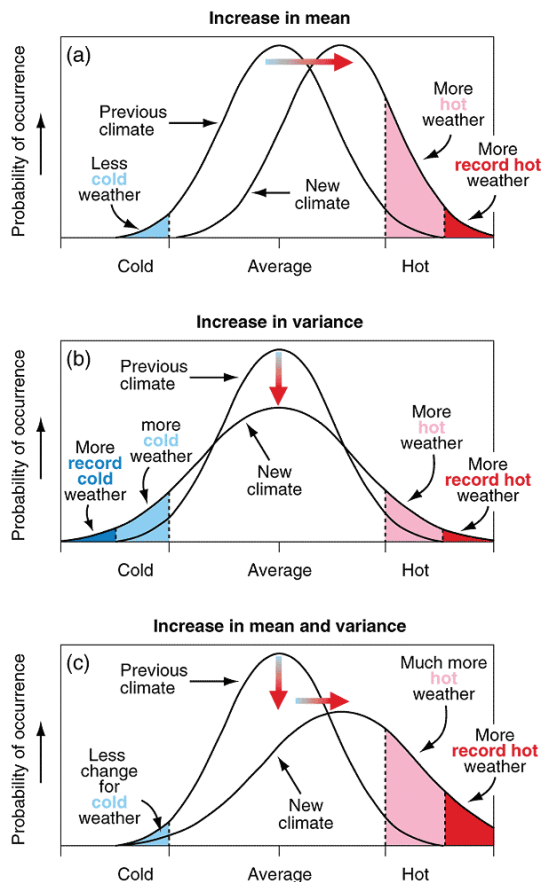 Increase in mean
(a)
Probability of occurrence
Previous
climate
Less
cold
weather
New
climate
More
hot
weather
More
record hot
weather
Cold
Average
Hot
Increase in variance
(b)
Probability of occurrence
Previous
climate
more
cold
weather
More
record
cold
weather
New
climate
More
hot
weather
More
record hot
weather
Cold
Average
Hot
Increase in mean and variance
(c)
Probability of occurrence
Previous
climate
Less
change
for
cold
weather
New
climate
Much more
hot
weather
More
record hot
weather
Cold
Average
Hot